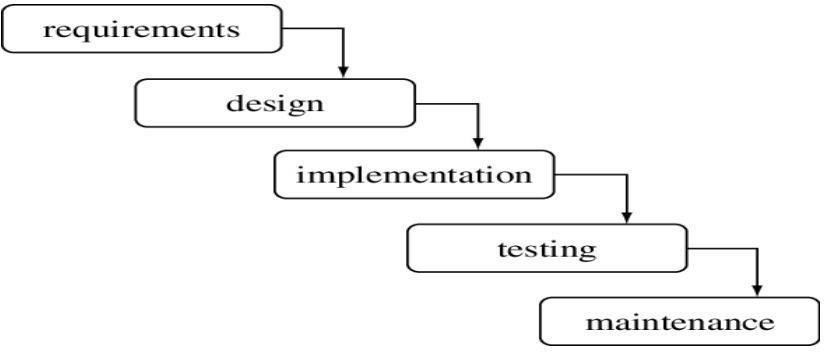 requirements
design
implementation
testing
maintenance